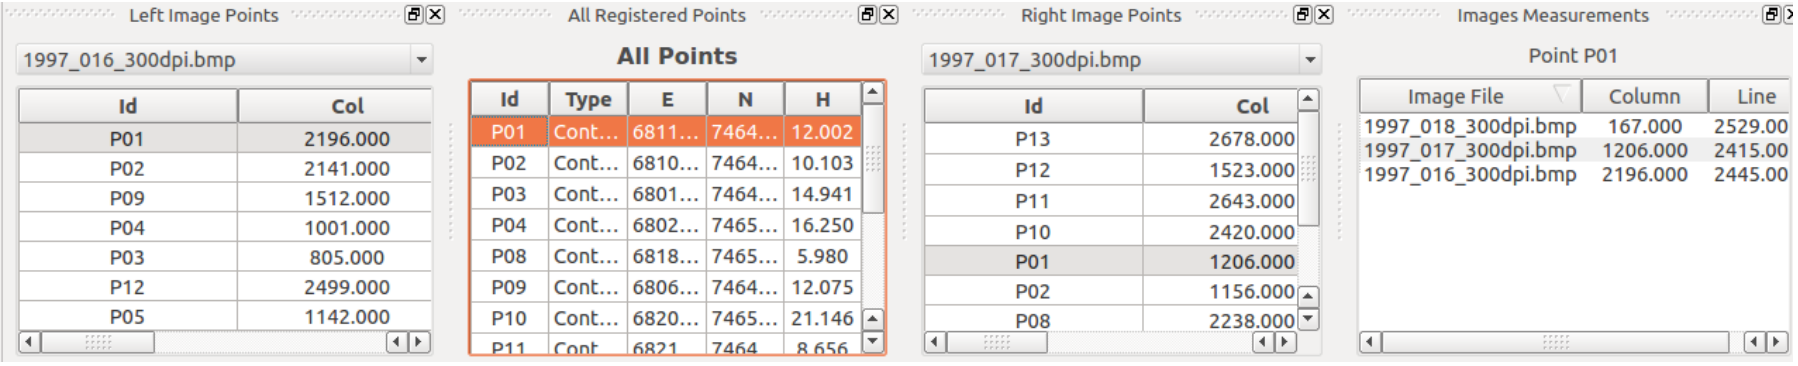 Left Image Points
1997_016_300dpi.bmp
Id Col
P01 2196.000
P02 2141.000
P09 1512.000
P04 1001.000
P03 805.000
P12 2499.000
P05 1142.000
All Registered Points
All Points
Id Type E N H
P01 Cont... 6811... 7464... 12.002
P02 Cont... 6810... 7464... 10.103
P03 Cont... 6801... 7464... 14.941
P04 Cont... 6802... 7465... 16.250
P08 Cont... 6818... 7465... 5.980
P09 Cont... 6806... 7464... 12.075
P10 Cont... 6820... 7465... 21.146
P11 Cont 6821 7464 8.656
Right Image Points
1997_017_300dpi.bmp
Id Col
P13 2678.000
P12 1523.000
P11 2643.000
P10 2420.000
P01 1206.000
P02 1156.000
P08 2238.000
Images Measurements
Point P01
Image File Column Line
1997_018_300dpi.bmp 167.000 2529.00
1997_017_300dpi.bmp 1206.000 2415.00
1997_016_300dpi.bmp 2196.000 2445.00